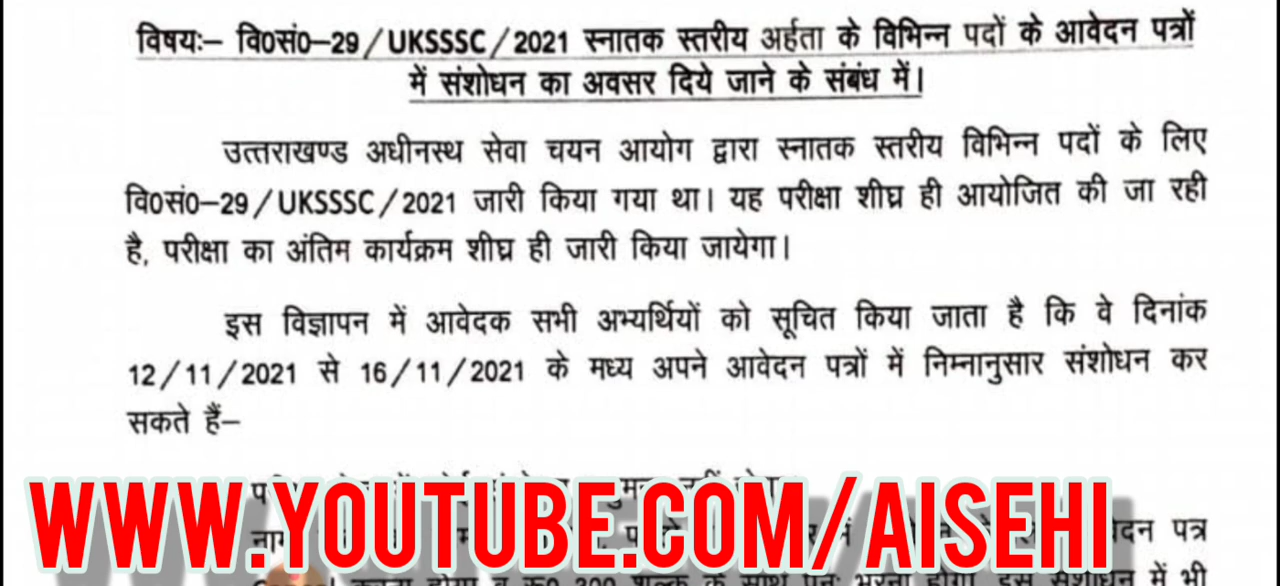 विषयः– वि0सं0–29/UKSSSC/2021 स्नातक स्तरीय अर्हता के विभिन्न पदों के आवेदन पत्रों
में संशोधन का अवसर दिये जाने के संबंध में।
उत्तराखण्ड अधीनस्थ सेवा चयन आयोग द्वारा स्नातक स्तरीय विभिन्न पदों के लिए
वि0सं0–29/UKSSSC/2021 जारी किया गया था। यह परीक्षा शीघ्र ही आयोजित की जा रही
है, परीक्षा का अंतिम कार्यक्रम शीघ्र ही जारी किया जायेगा।
इस विज्ञापन में आवेदक सभी अभ्यर्थियों को सूचित किया जाता है कि वे दिनांक
12/11/2021 से 16/11/2021 के मध्य अपने आवेदन पत्रों में निम्नानुसार संशोधन कर
सकते हैं–
WWW.YOUTUBE.COM/AISEHI
पत्र
में भी